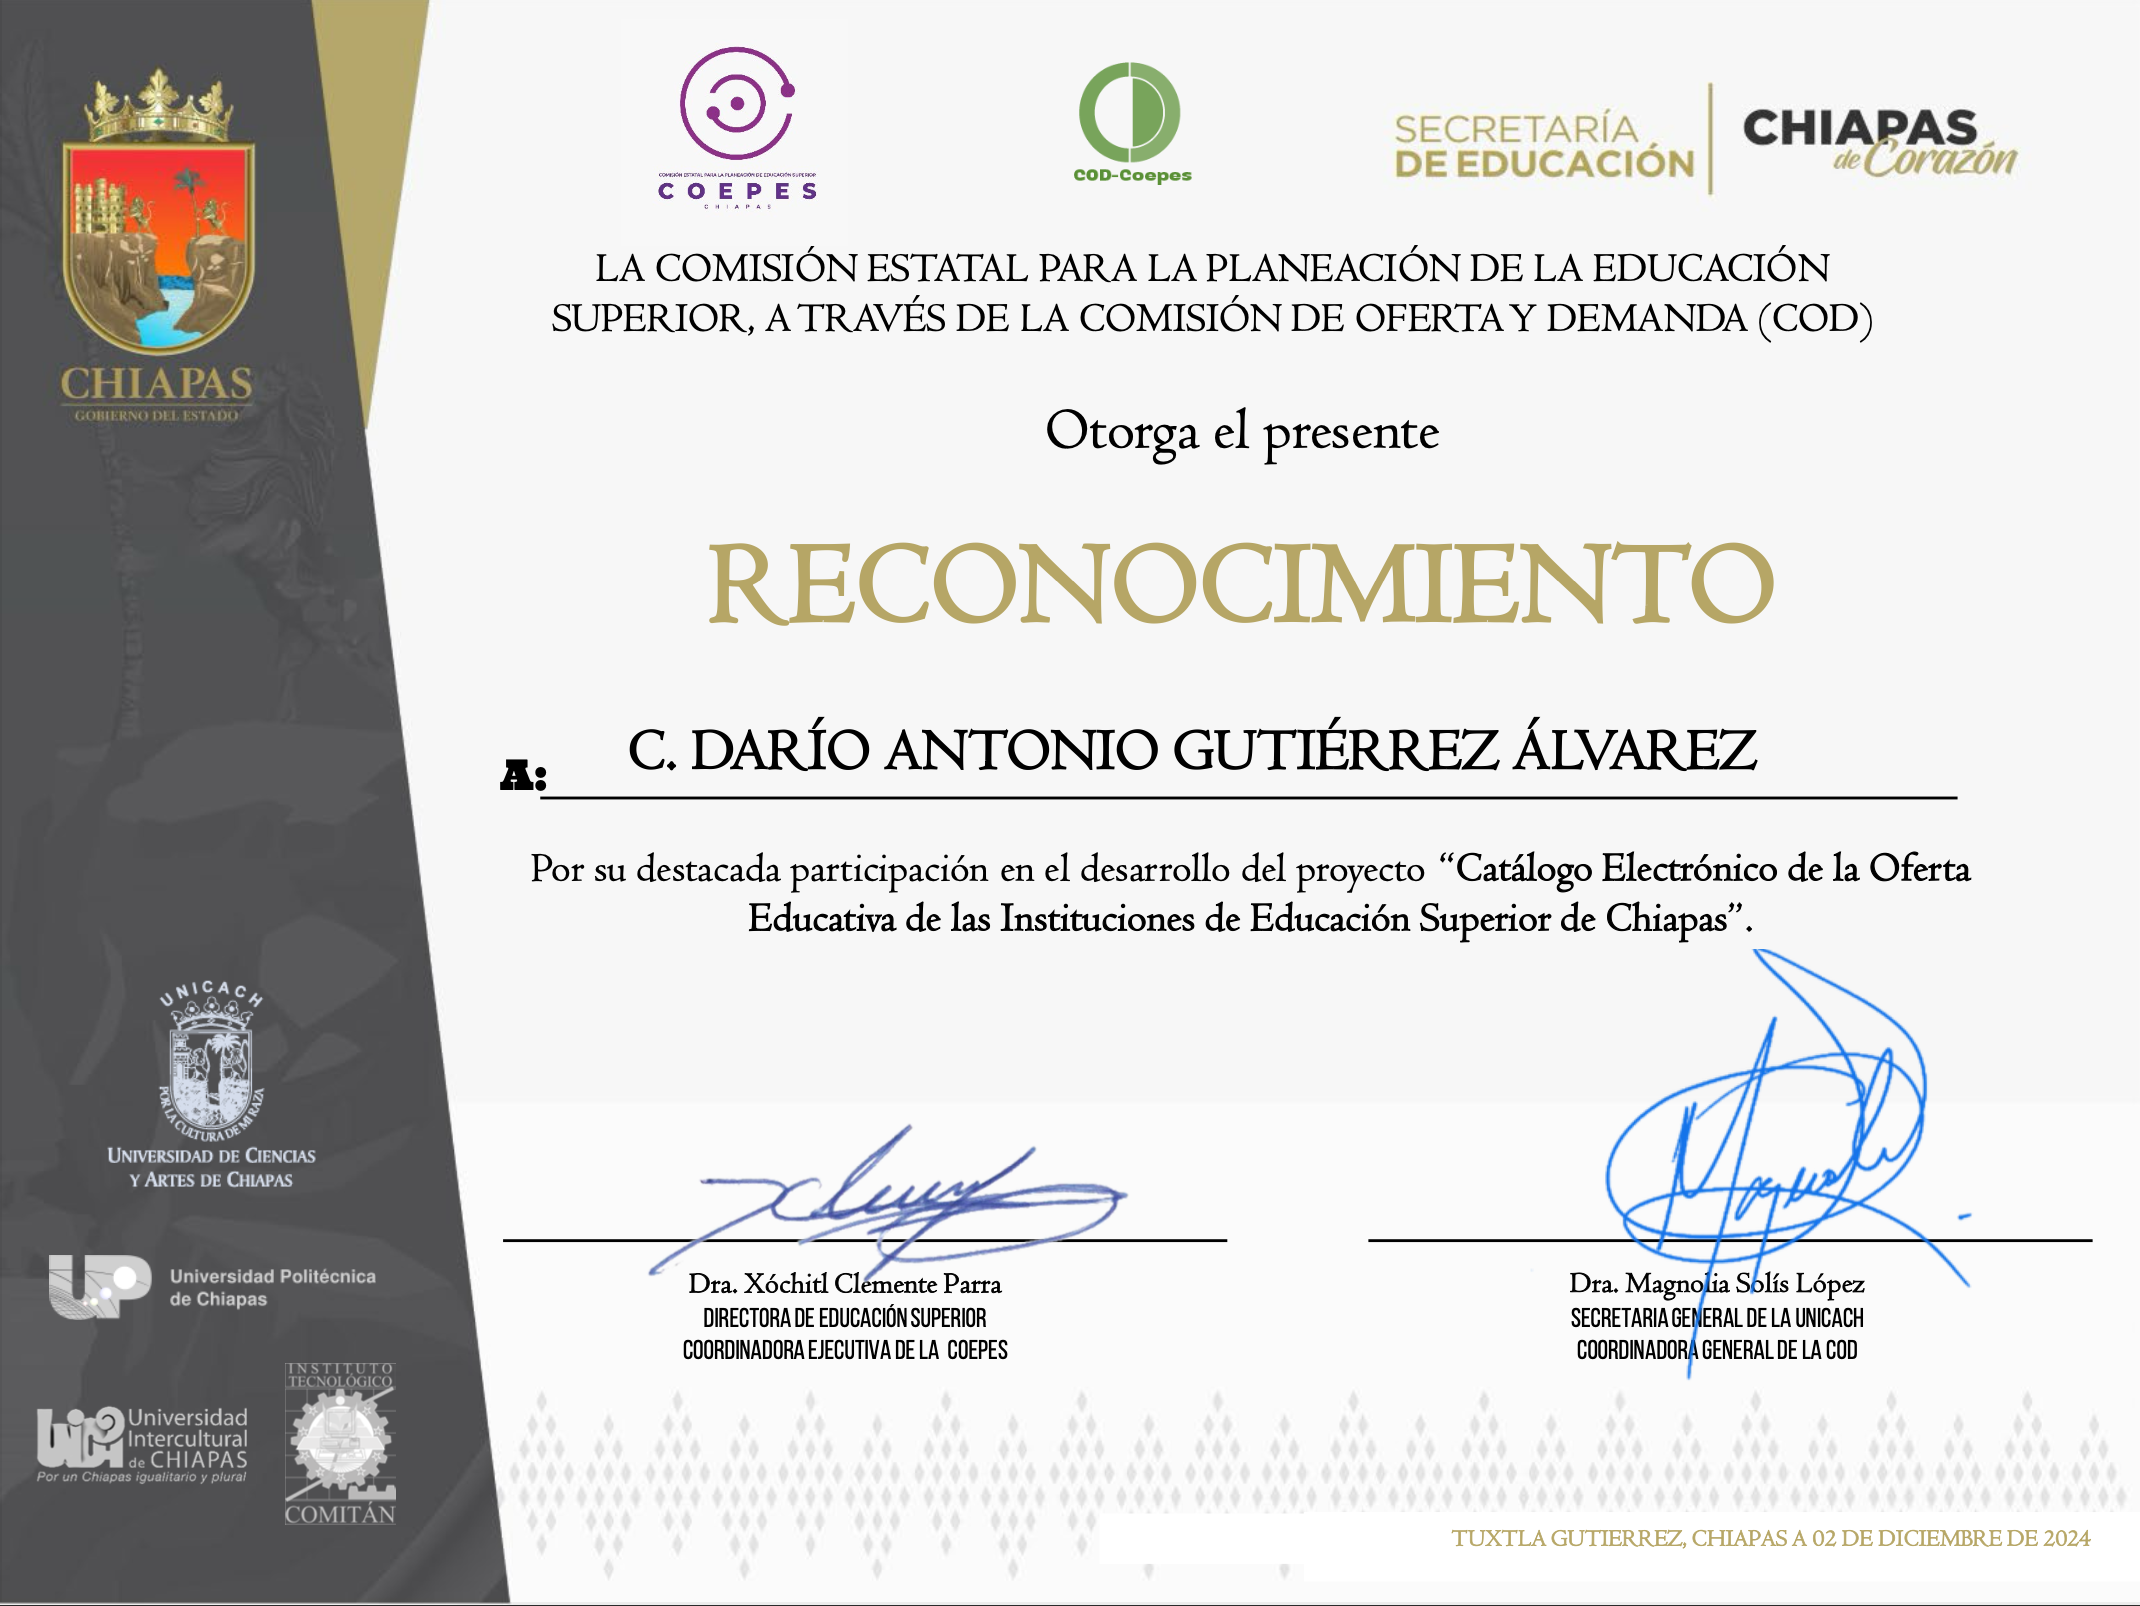 COMISIÓN ESTATAL PARA LA PLANEACIÓN DE EDUCACIÓN SUPERIOR
COEPES
CHIAPAS
COD-Coepes
SECRETARÍA
DE EDUCACIÓN
CHIAPAS
de Corazón
CHIAPAS
GOBIERNO DEL ESTADO
LA COMISIÓN ESTATAL PARA LA PLANEACIÓN DE LA EDUCACIÓN
SUPERIOR, A TRAVÉS DE LA COMISIÓN DE OFERTA Y DEMANDA (COD)
Otorga el presente
RECONOCIMIENTO
A: C. DARÍO ANTONIO GUTIÉRREZ ÁLVAREZ
Por su destacada participación en el desarrollo del proyecto “Catálogo Electrónico de la Oferta
Educativa de las Instituciones de Educación Superior de Chiapas”.
Dra. Xóchitl Clemente Parra
DIRECTORA DE EDUCACIÓN SUPERIOR
COORDINADORA EJECUTIVA DE LA COEPES
Dra. Magnolia Solís López
SECRETARIA GENERAL DE LA UNICACH
COORDINADORA GENERAL DE LA COD
UNICACH
POR LA CULTURA DE MI RAZA
UNIVERSIDAD DE CIENCIAS
Y ARTES DE CHIAPAS
UP
Universidad Politécnica
de Chiapas
Universidad
Intercultural
de CHIAPAS
Por un Chiapas igualitario y plural
INSTITUTO
TECNOLÓGICO
COMITÁN
TUXTLA GUTIERREZ, CHIAPAS A 02 DE DICIEMBRE DE 2024